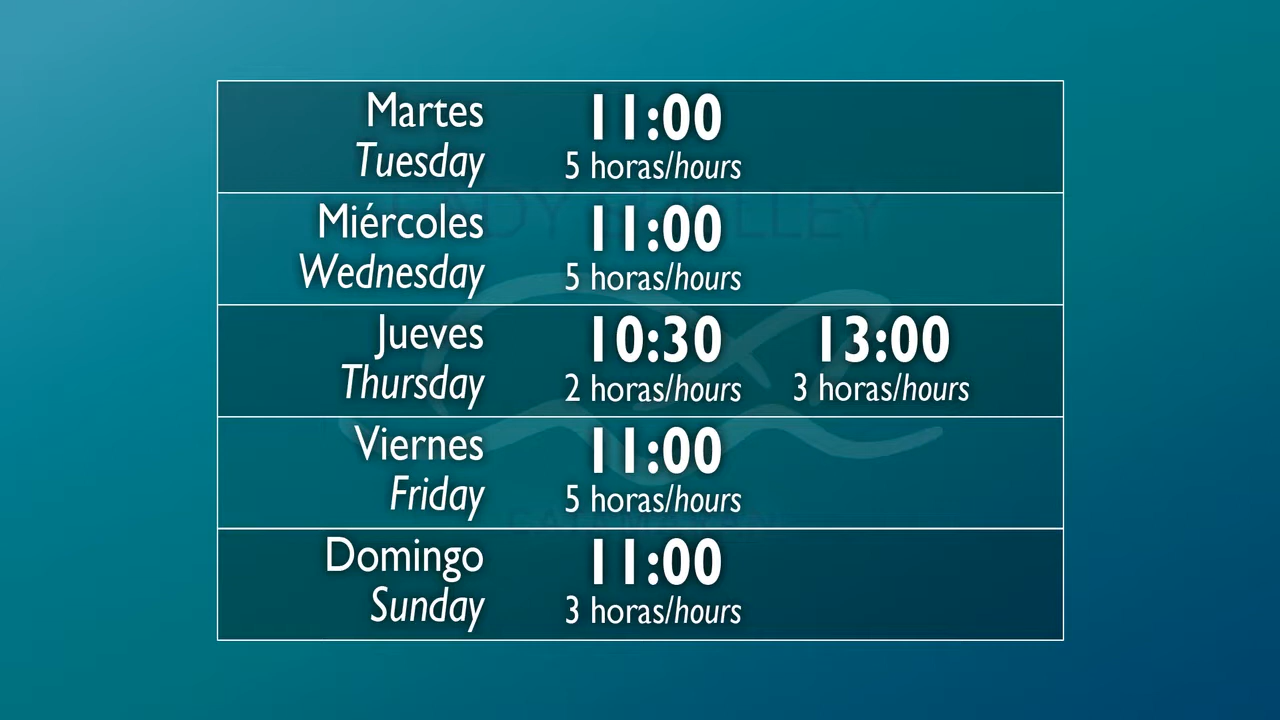 Martes 11:00
Tuesday 5 horas/hours
Miércoles 11:00
Wednesday 5 horas/hours
Jueves 10:30 13:00
Thursday 2 horas/hours 3 horas/hours
Viernes 11:00
Friday 5 horas/hours
Domingo 11:00
Sunday 3 horas/hours